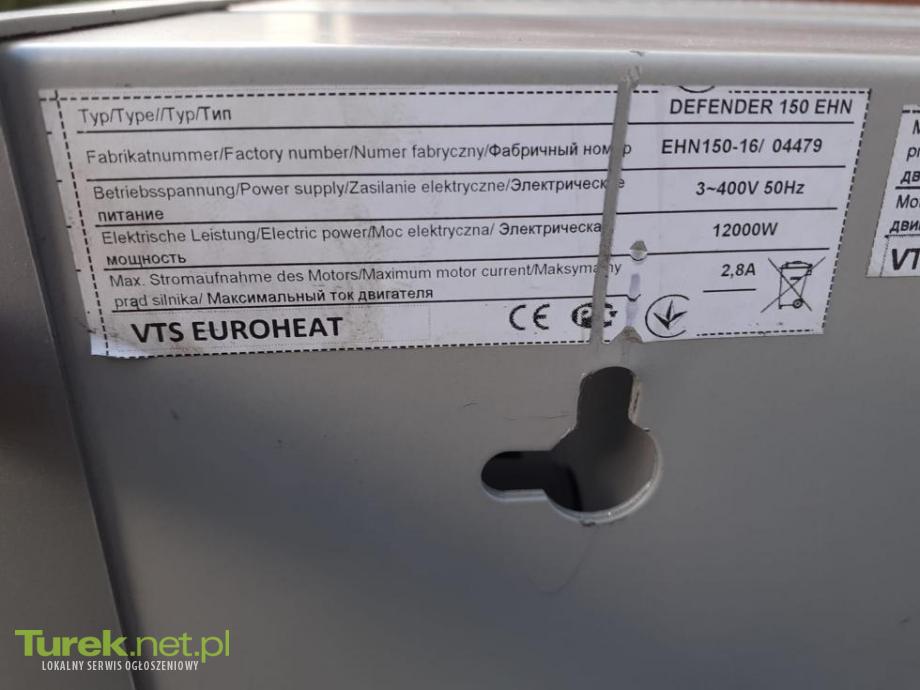 Typ/Type//Typ/Тип DEFENDER 150 EHN
Fabrikatnummer/Factory number/Numer fabryczny/Фабричный номер EHN150-16/ 04479
Betriebsspannung/Power supply/Zasilanie elektryczne/Электрическое 3~400V 50Hz
питание
Elektrische Leistung/Electric power/Moc elektryczna/ Электрическая 12000W
мощность
Max. Stromaufnahme des Motors/Maximum motor current/Maksymalny 2,8A
prąd silnika/ Максимальный ток двигателя
VTS EUROHEAT CE
Mot
VT
Turek.net.pl
LOKALNY SERWIS OGŁOSZENIOWY